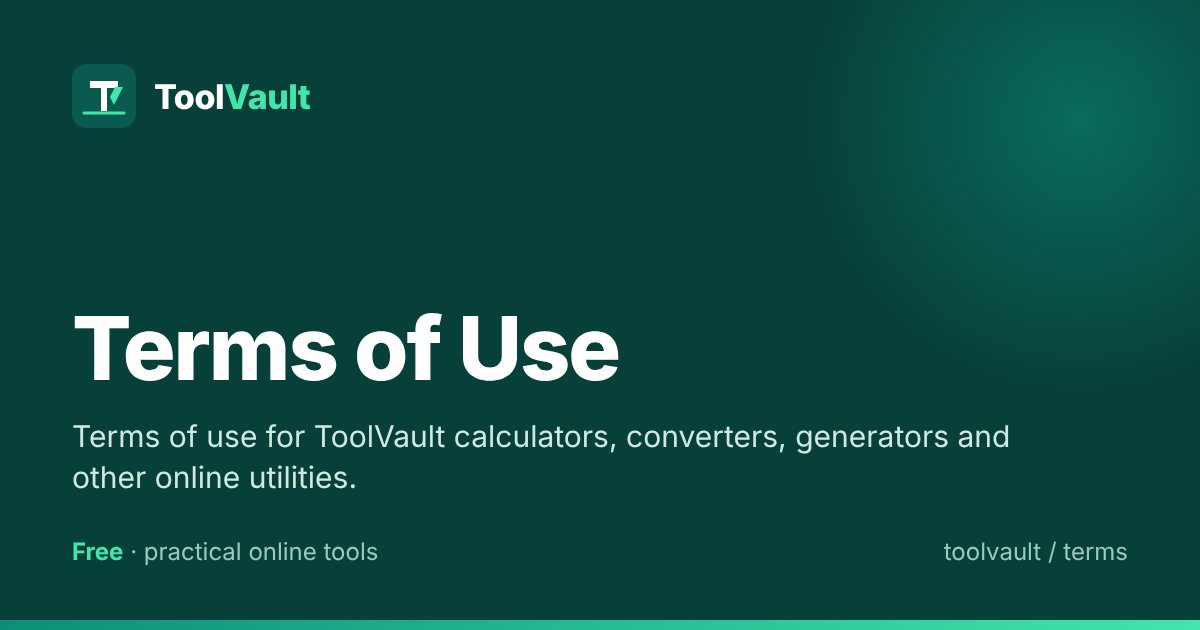 ToolVault
Terms of Use
Terms of use for ToolVault calculators, converters, generators and
other online utilities.
Free · practical online tools
toolvault / terms